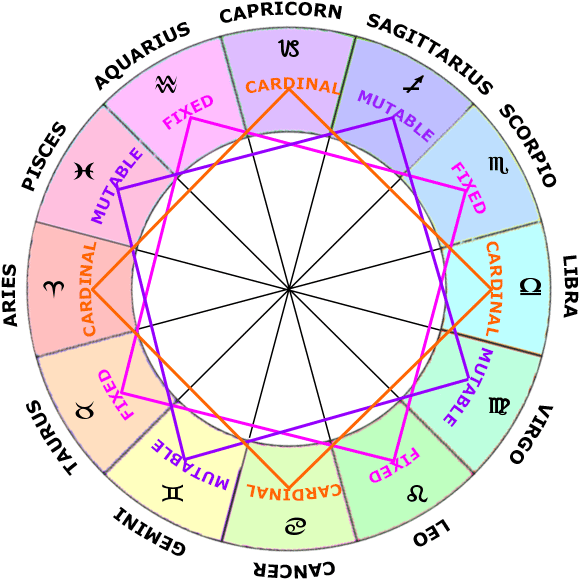 CAPRICORN
SAGITTARIUS
SCORPIO
LIBRA
VIRGO
LEO
CANCER
GEMINI
TAURUS
ARIES
PISCES
AQUARIUS
♑
CARDINAL
♐
MUTABLE
♏
FIXED
♎
CARDINAL
♍
MUTABLE
♌
FIXED
♋
CARDINAL
♊
MUTABLE
♉
FIXED
♈
CARDINAL
♓
MUTABLE
♒
FIXED